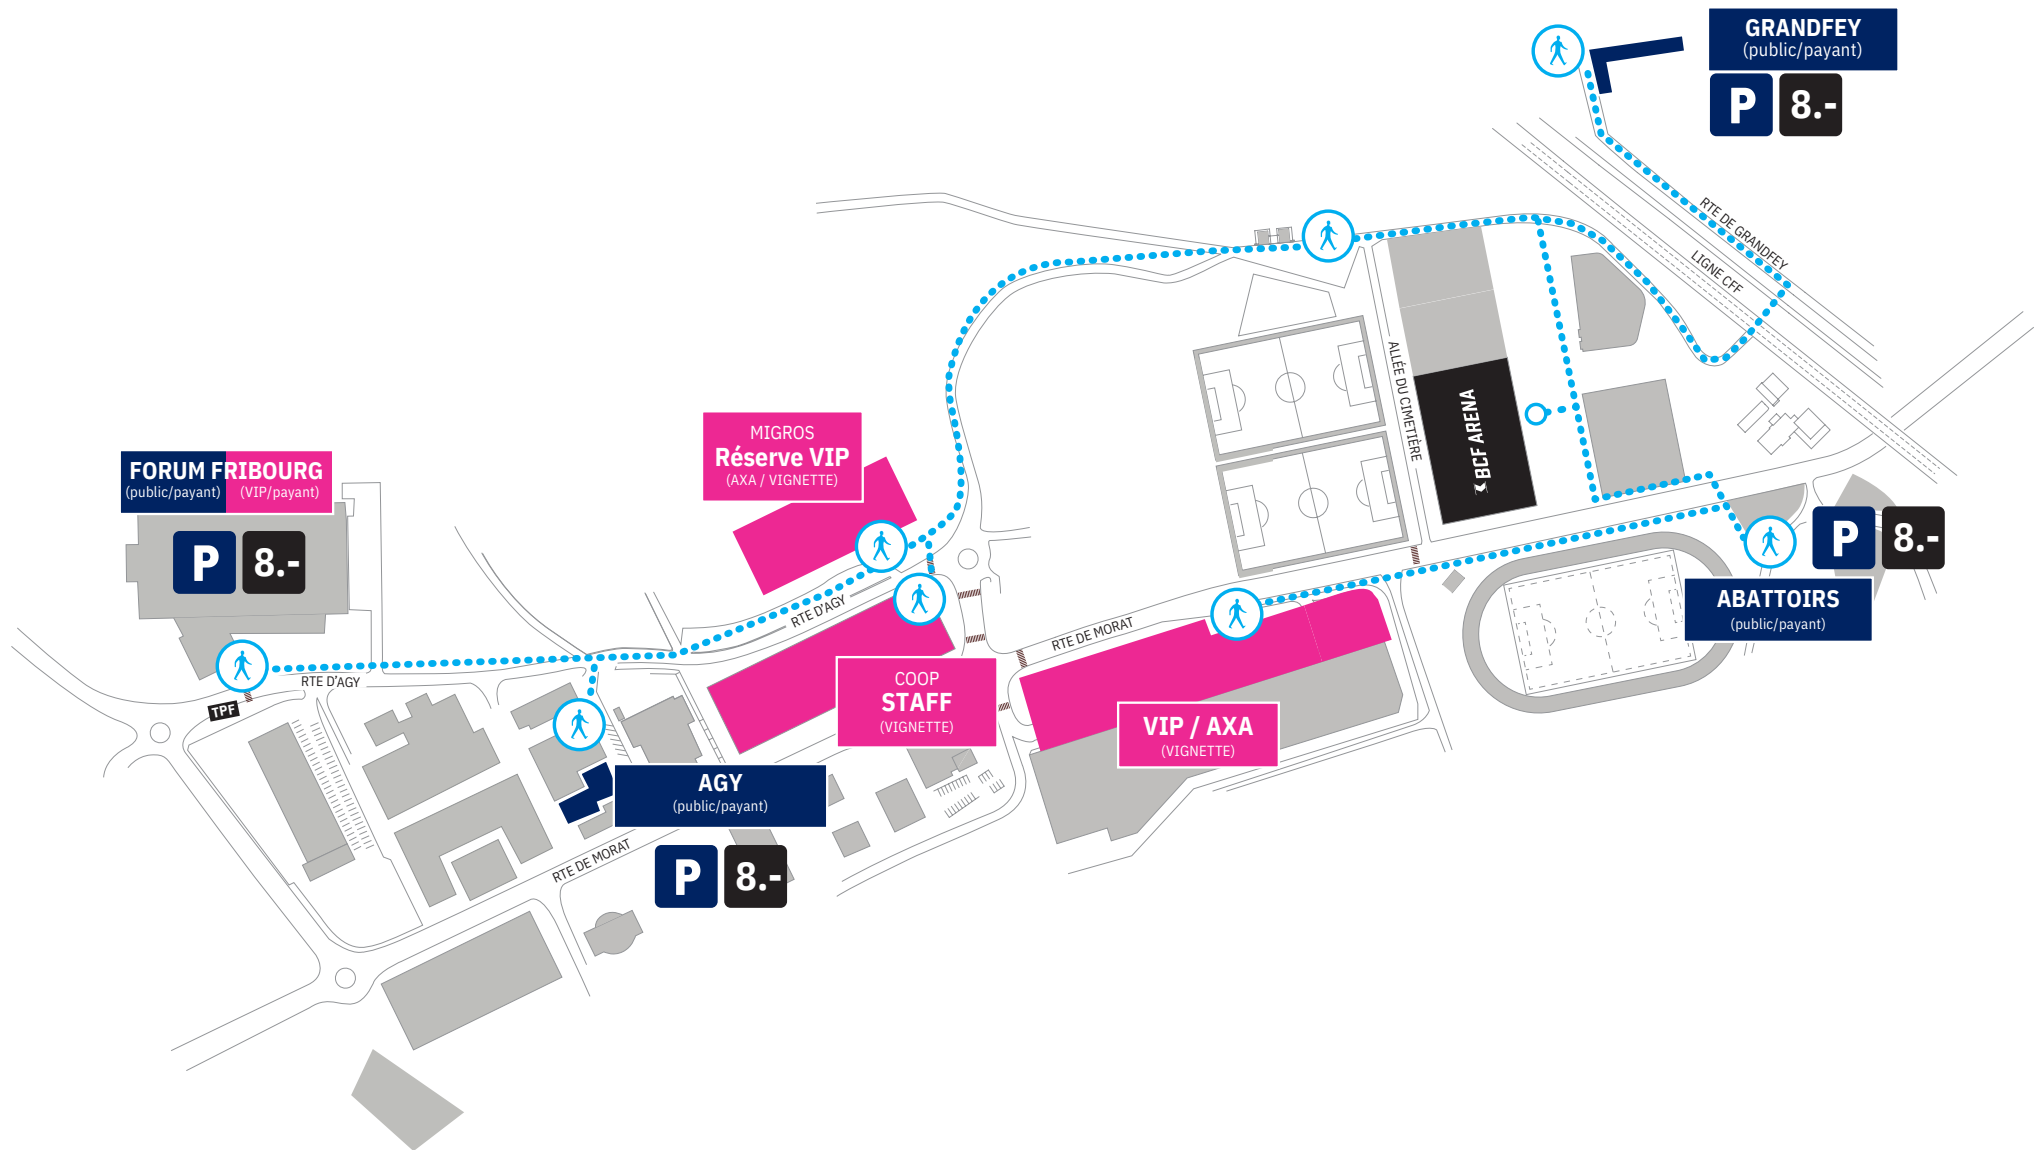 GRANDFEY
(public/payant)
P 8.-
RTE DE GRANDFEY
LIGNE CFF
ALLÉE DU CIMETIÈRE
BCF ARENA
MIGROS
Réserve VIP
(AXA / VIGNETTE)
FORUM FRIBOURG
(public/payant) (VIP/payant)
P 8.-
P 8.-
ABATTOIRS
(public/payant)
RTE D'AGY
RTE DE MORAT
RTE D'AGY
TPF
COOP
STAFF
(VIGNETTE)
VIP / AXA
(VIGNETTE)
AGY
(public/payant)
P 8.-
RTE DE MORAT